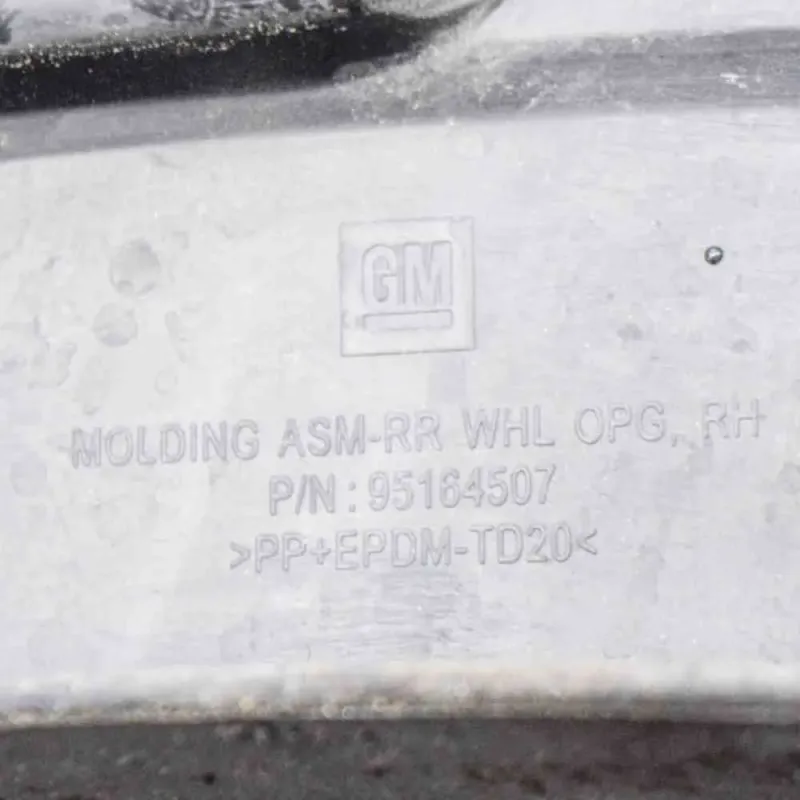 GM
MOLDING ASM-RR WHL OPG, RH
P/N: 95164507
>PP+EPDM-TD20<